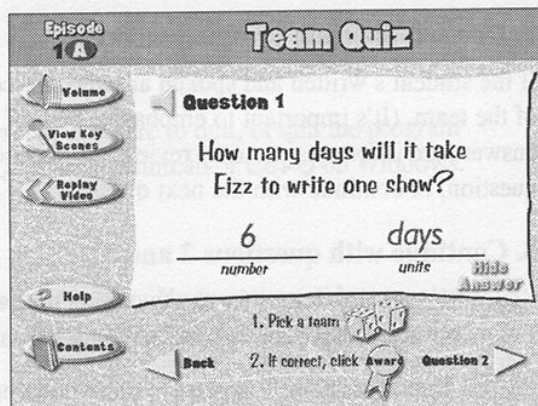 Episode
1 A
Team Quiz
Volume
View Key
Scenes
Replay
Video
Help
Contents
Question 1
How many days will it take
Fizz to write one show?
6 days
number units
Hide
Answer
1. Pick a team
Back
2. If correct, click Award
Question 2